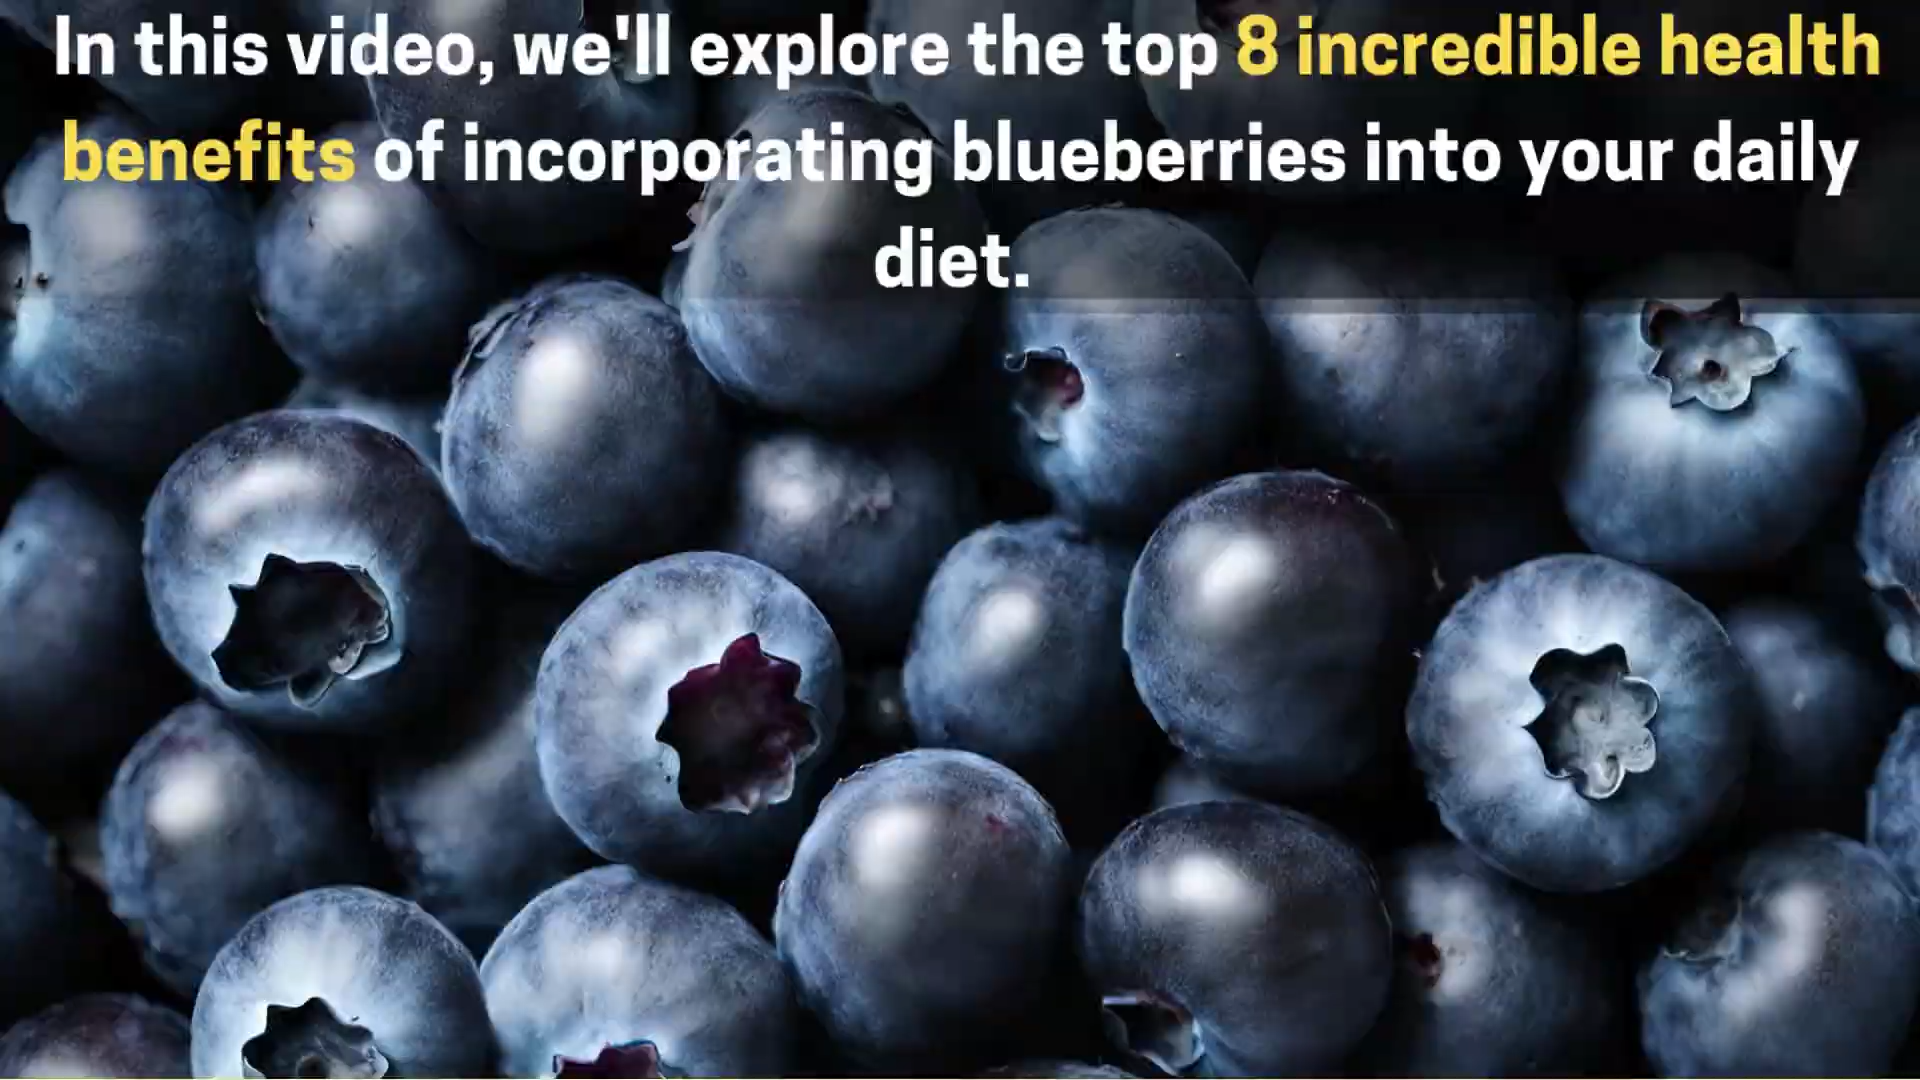 In this video, we'll explore the top 8 incredible health
benefits of incorporating blueberries into your daily
diet.